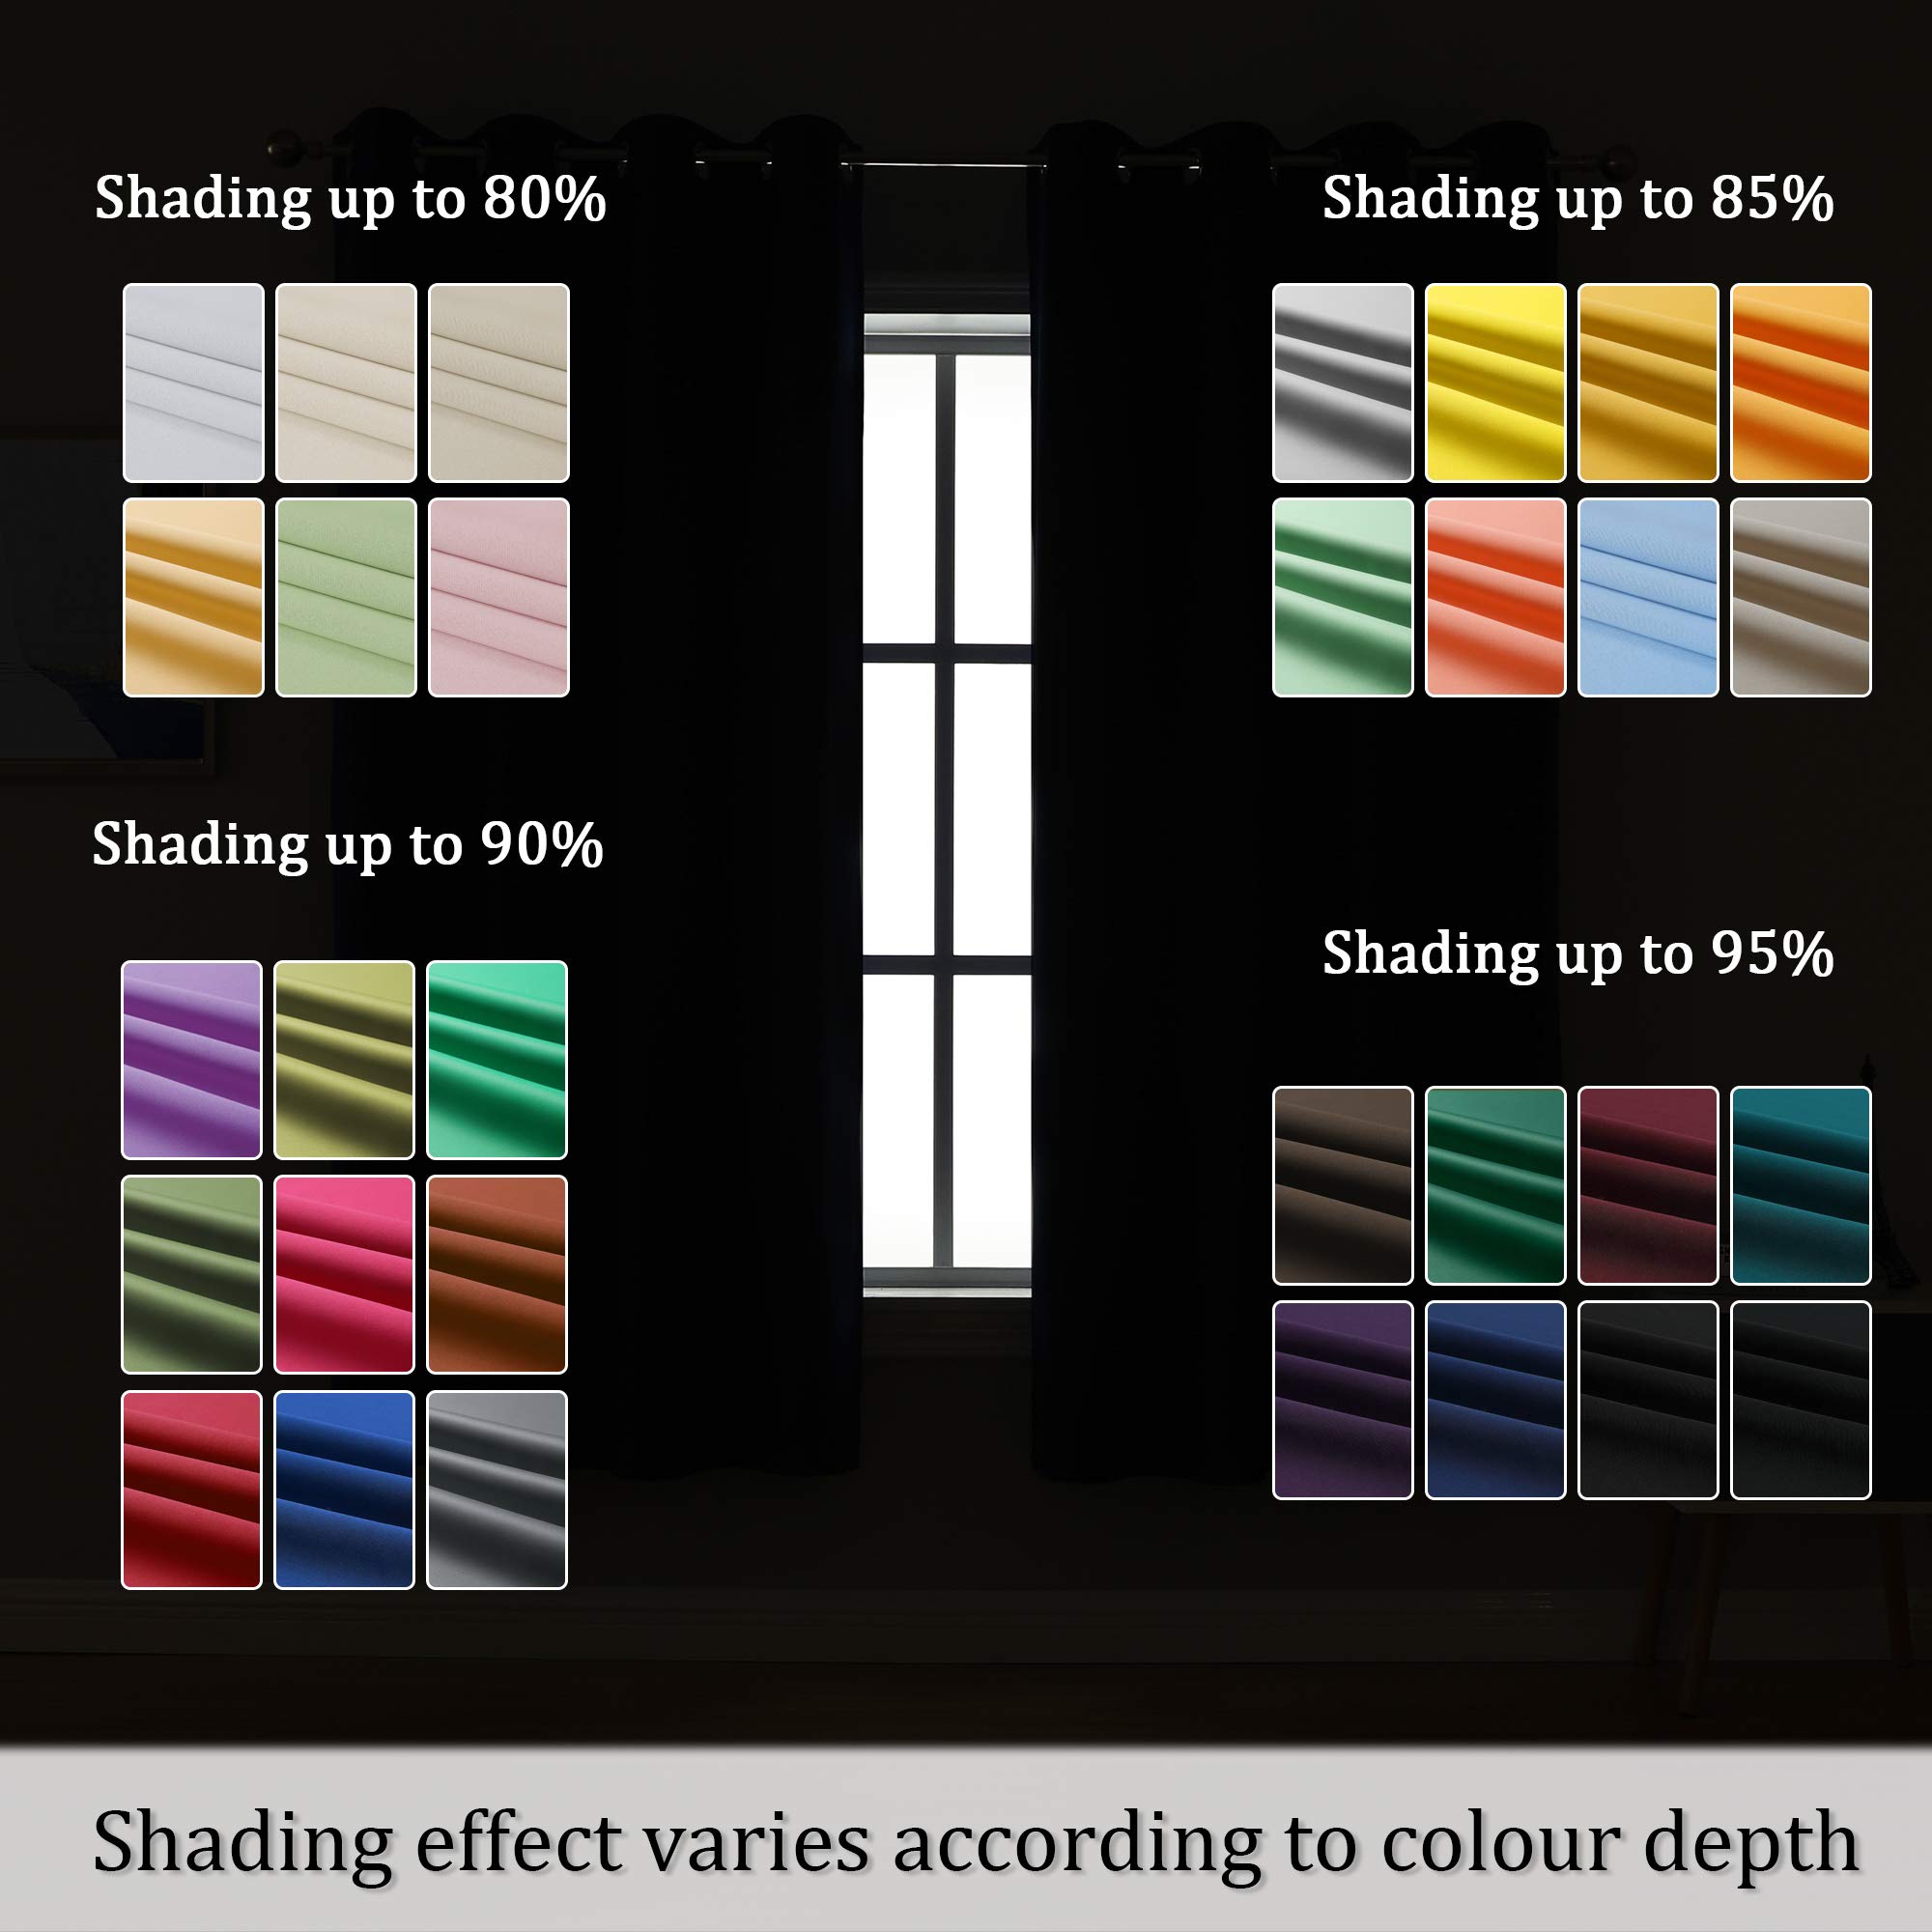 Shading up to 80%
Shading up to 85%
Shading up to 90%
Shading up to 95%
Shading effect varies according to colour depth